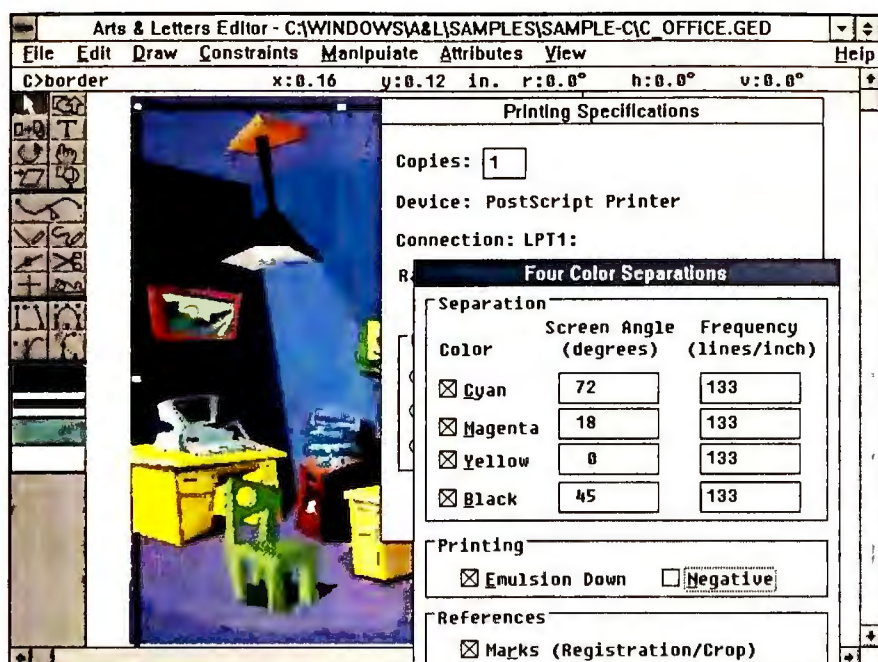 Arts & Letters Editor - C:\WINDOWS\A&L\SAMPLES\SAMPLE-C\C_OFFICE.GED
File Edit Draw Constraints Manipulate Attributes View Help
C>border x:0.16 y:0.12 in. r:0.0° h:0.0° v:0.0°
T
Printing Specifications
Copies: 1
Device: PostScript Printer
Connection: LPT1:
Four Color Separations
Separation
Screen Angle Frequency
Color (degrees) (lines/inch)
Cyan 72 133
Magenta 18 133
Yellow 0 133
Black 45 133
Printing
Emulsion Down Negative
References
Marks (Registration/Crop)